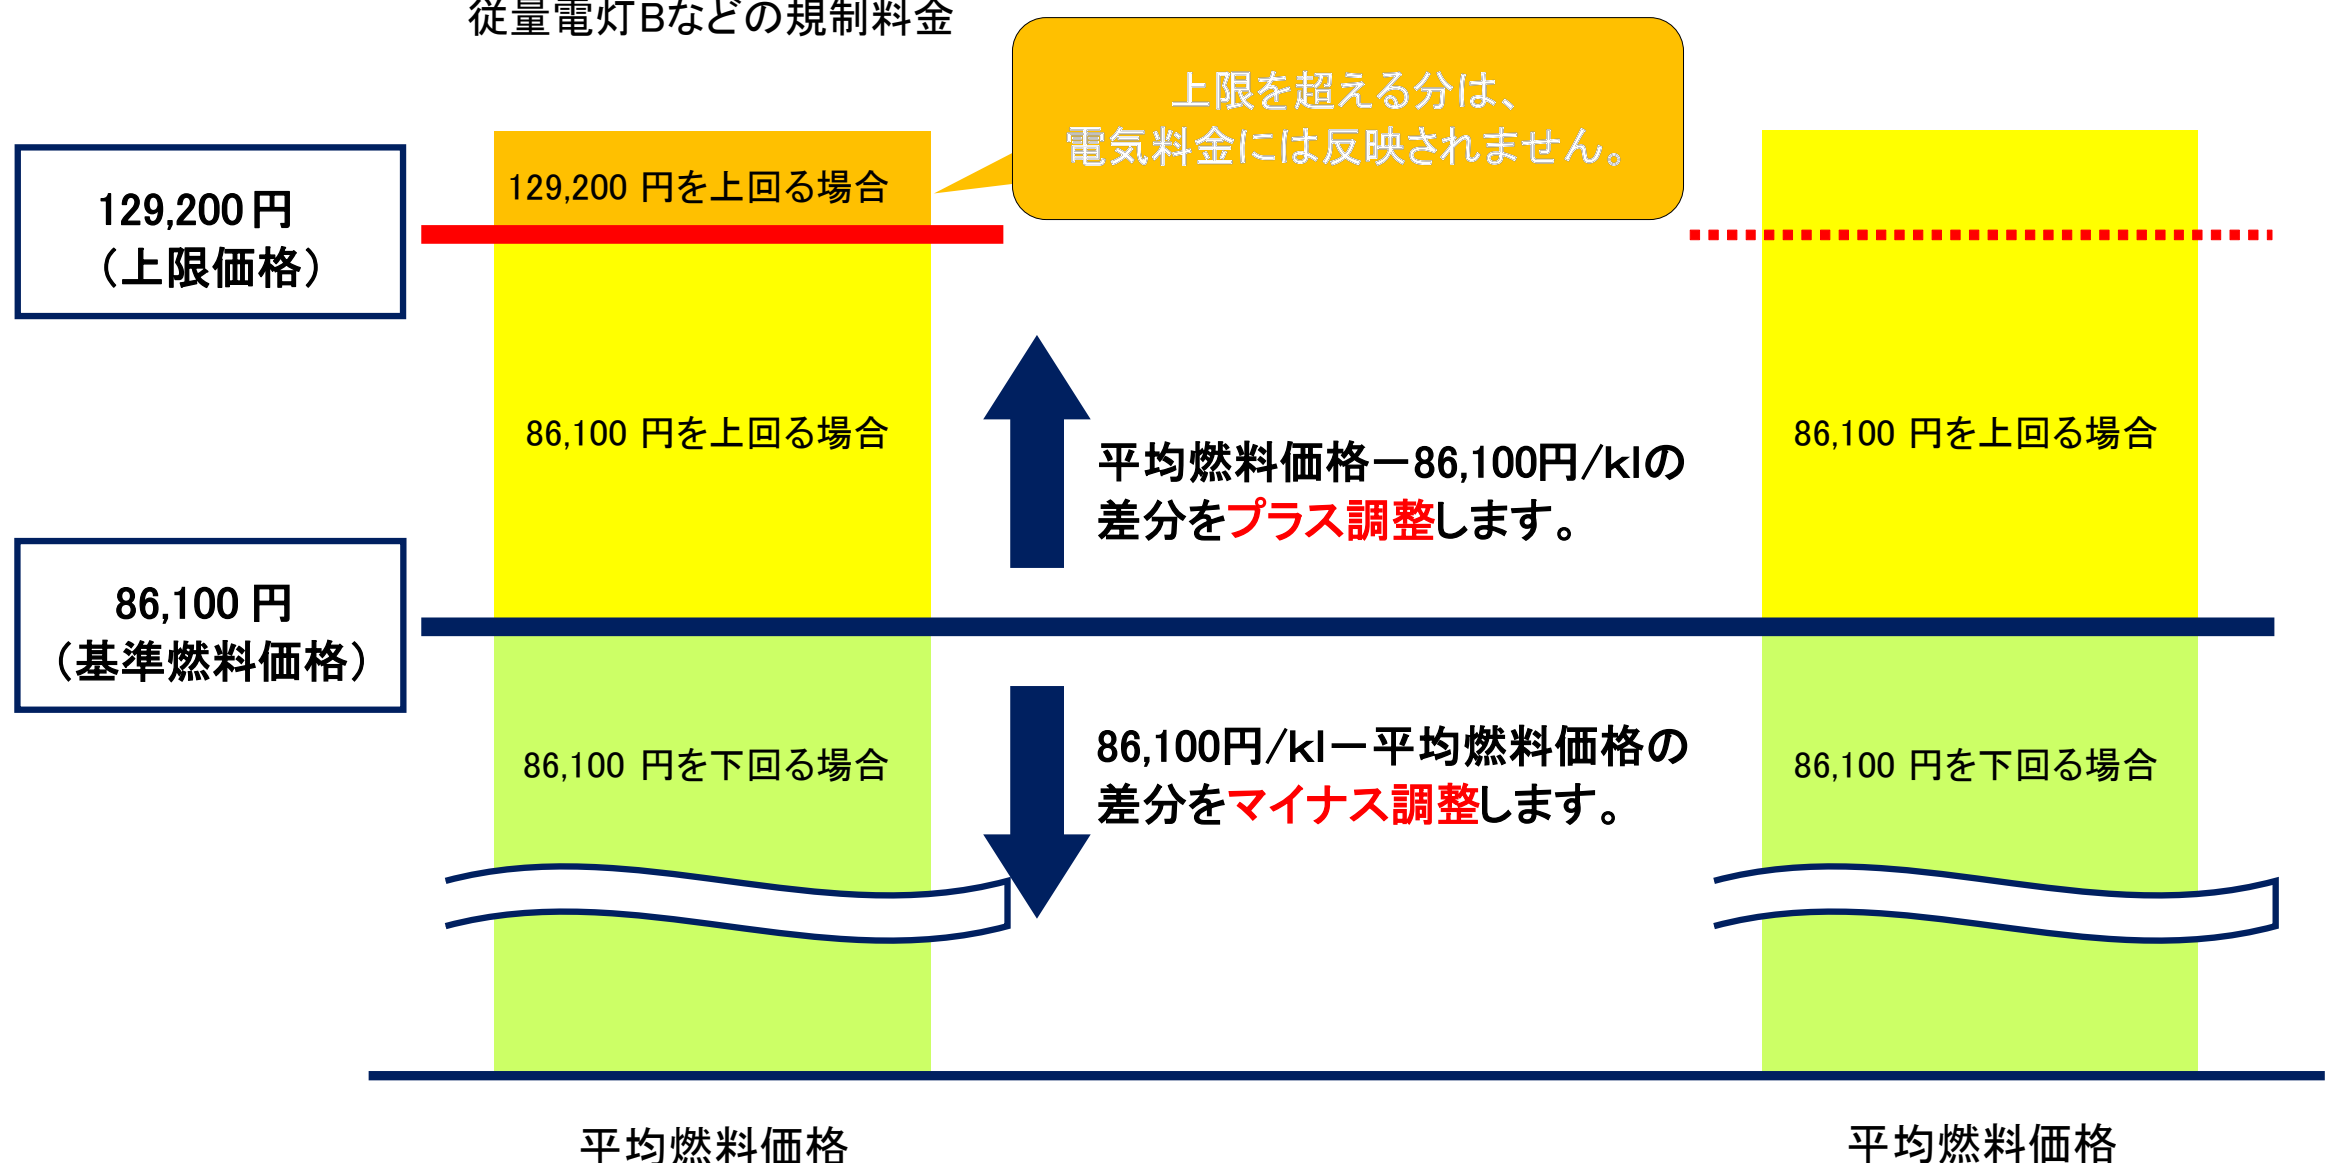 従量電灯Bなどの規制料金
上限を超える分は、
電気料金には反映されません。
129,200円
（上限価格）
129,200 円を上回る場合
86,100 円を上回る場合
86,100 円を上回る場合
平均燃料価格－86,100円/klの
差分をプラス調整します。
86,100円
（基準燃料価格）
86,100 円を下回る場合
86,100円/kl－平均燃料価格の
差分をマイナス調整します。
86,100 円を下回る場合
平均燃料価格
平均燃料価格